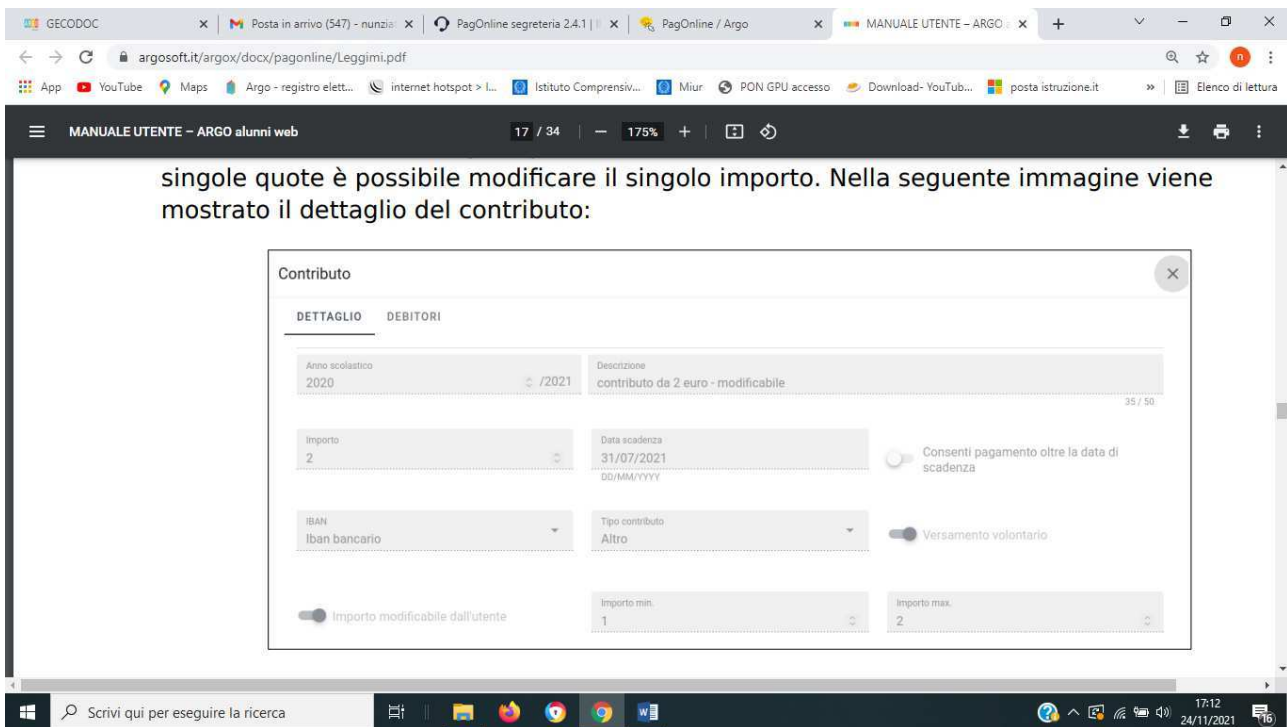 GECODOC
Posta in arrivo (547) - nunzia
PagOnline segreteria 2.4.1 |
PagOnline / Argo
MANUALE UTENTE – ARGO
argosoft.it/argox/docx/pagonline/Leggimi.pdf
n
App
YouTube
Maps
Argo - registro elett...
internet hotspot > l...
Istituto Comprensiv...
Miur
PON GPU accesso
Download- YouTub...
posta istruzione.it
»
Elenco di lettura
MANUALE UTENTE – ARGO alunni web
17 / 34
175%
singole quote è possibile modificare il singolo importo. Nella seguente immagine viene
mostrato il dettaglio del contributo:
Contributo
DETTAGLIO DEBITORI
Anno scolastico
2020 /2021
Descrizione
contributo da 2 euro - modificabile
35 / 50
Importo
2
Data scadenza
31/07/2021
DD/MM/YYYY
Consenti pagamento oltre la data di
scadenza
IBAN
Iban bancario
Tipo contributo
Altro
Versamento volontario
Importo modificabile dall'utente
Importo min.
1
Importo max.
2
Scrivi qui per eseguire la ricerca
17:12
24/11/2021